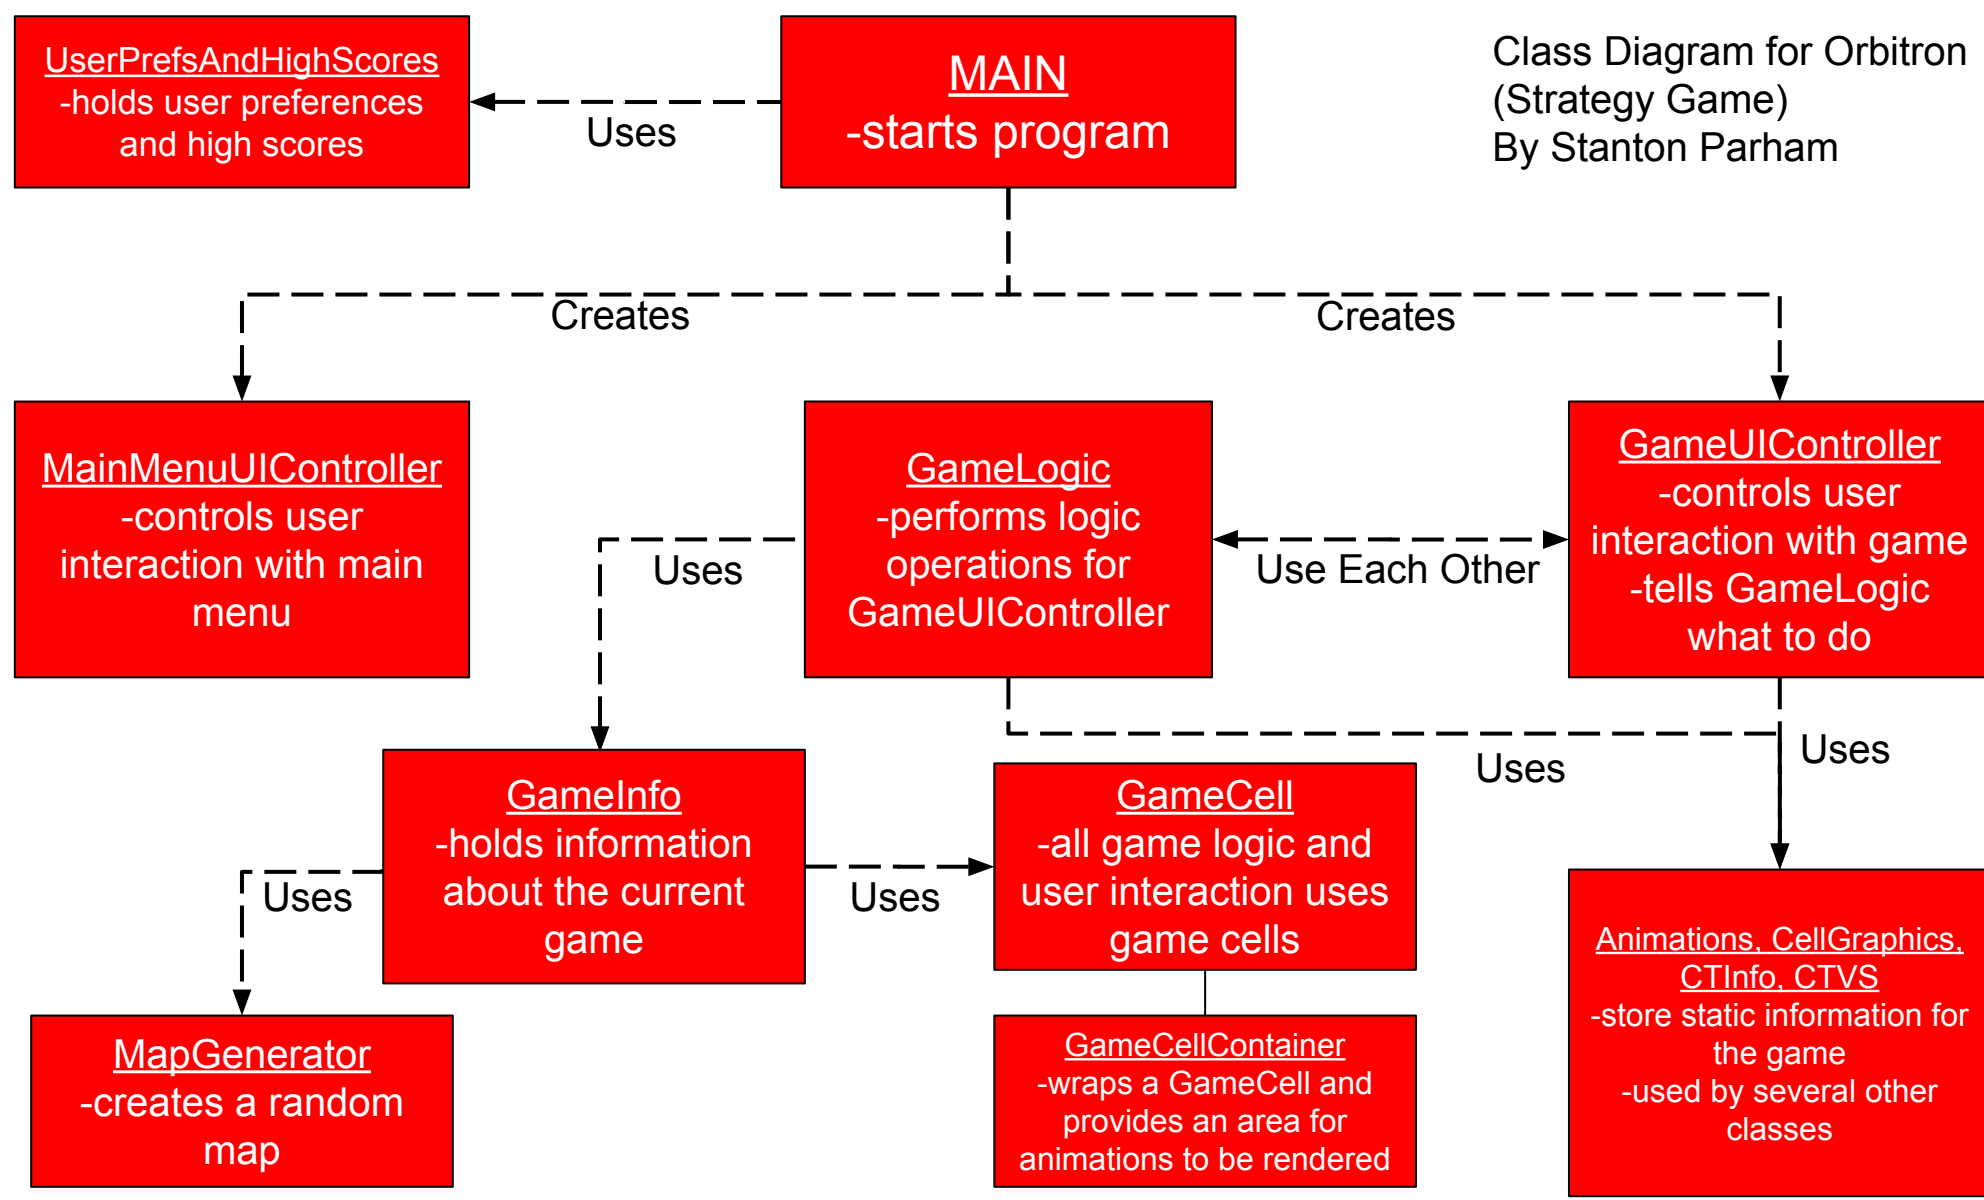 UserPrefsAndHighScores
-holds user preferences
and high scores
Uses
MAIN
-starts program
Class Diagram for Orbitron
(Strategy Game)
By Stanton Parham
Creates
Creates
MainMenuUIController
-controls user
interaction with main
menu
Uses
GameLogic
-performs logic
operations for
GameUIController
Use Each Other
GameUIController
-controls user
interaction with game
-tells GameLogic
what to do
Uses
Uses
GameInfo
-holds information
about the current
game
Uses
Uses
GameCell
-all game logic and
user interaction uses
game cells
MapGenerator
-creates a random
map
GameCellContainer
-wraps a GameCell and
provides an area for
animations to be rendered
Animations, CellGraphics,
CTInfo, CTVS
-store static information for
the game
-used by several other
classes